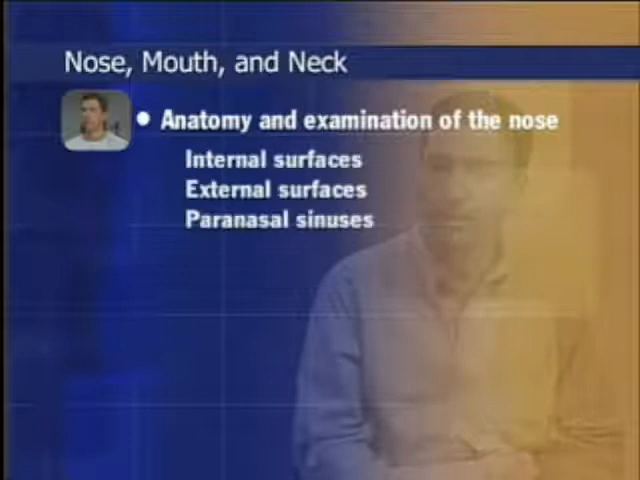 Nose, Mouth, and Neck
• Anatomy and examination of the nose
Internal surfaces
External surfaces
Paranasal sinuses